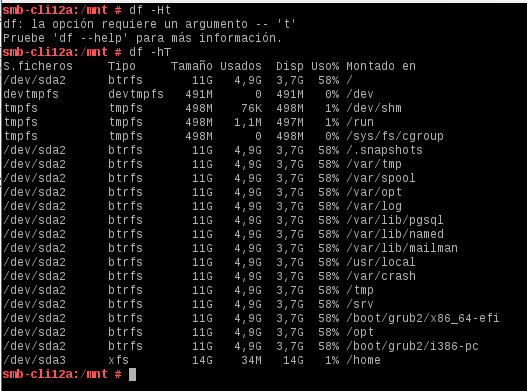 smb-cli12a:/mnt # df -Ht
df: la opción requiere un argumento -- 't'
Pruebe 'df --help' para más información.
smb-cli12a:/mnt # df -hT
S.ficheros     Tipo     Tamaño Usados  Disp Uso% Montado en
/dev/sda2      btrfs       11G   4,9G  3,7G  58% /
devtmpfs       devtmpfs   491M      0  491M   0% /dev
tmpfs          tmpfs      498M    76K  498M   1% /dev/shm
tmpfs          tmpfs      498M   1,1M  497M   1% /run
tmpfs          tmpfs      498M      0  498M   0% /sys/fs/cgroup
/dev/sda2      btrfs       11G   4,9G  3,7G  58% /.snapshots
/dev/sda2      btrfs       11G   4,9G  3,7G  58% /var/tmp
/dev/sda2      btrfs       11G   4,9G  3,7G  58% /var/spool
/dev/sda2      btrfs       11G   4,9G  3,7G  58% /var/opt
/dev/sda2      btrfs       11G   4,9G  3,7G  58% /var/log
/dev/sda2      btrfs       11G   4,9G  3,7G  58% /var/lib/pgsql
/dev/sda2      btrfs       11G   4,9G  3,7G  58% /var/lib/named
/dev/sda2      btrfs       11G   4,9G  3,7G  58% /var/lib/mailman
/dev/sda2      btrfs       11G   4,9G  3,7G  58% /usr/local
/dev/sda2      btrfs       11G   4,9G  3,7G  58% /var/crash
/dev/sda2      btrfs       11G   4,9G  3,7G  58% /tmp
/dev/sda2      btrfs       11G   4,9G  3,7G  58% /srv
/dev/sda2      btrfs       11G   4,9G  3,7G  58% /boot/grub2/x86_64-efi
/dev/sda2      btrfs       11G   4,9G  3,7G  58% /opt
/dev/sda2      btrfs       11G   4,9G  3,7G  58% /boot/grub2/i386-pc
/dev/sda3      xfs         14G    34M   14G   1% /home
smb-cli12a:/mnt #